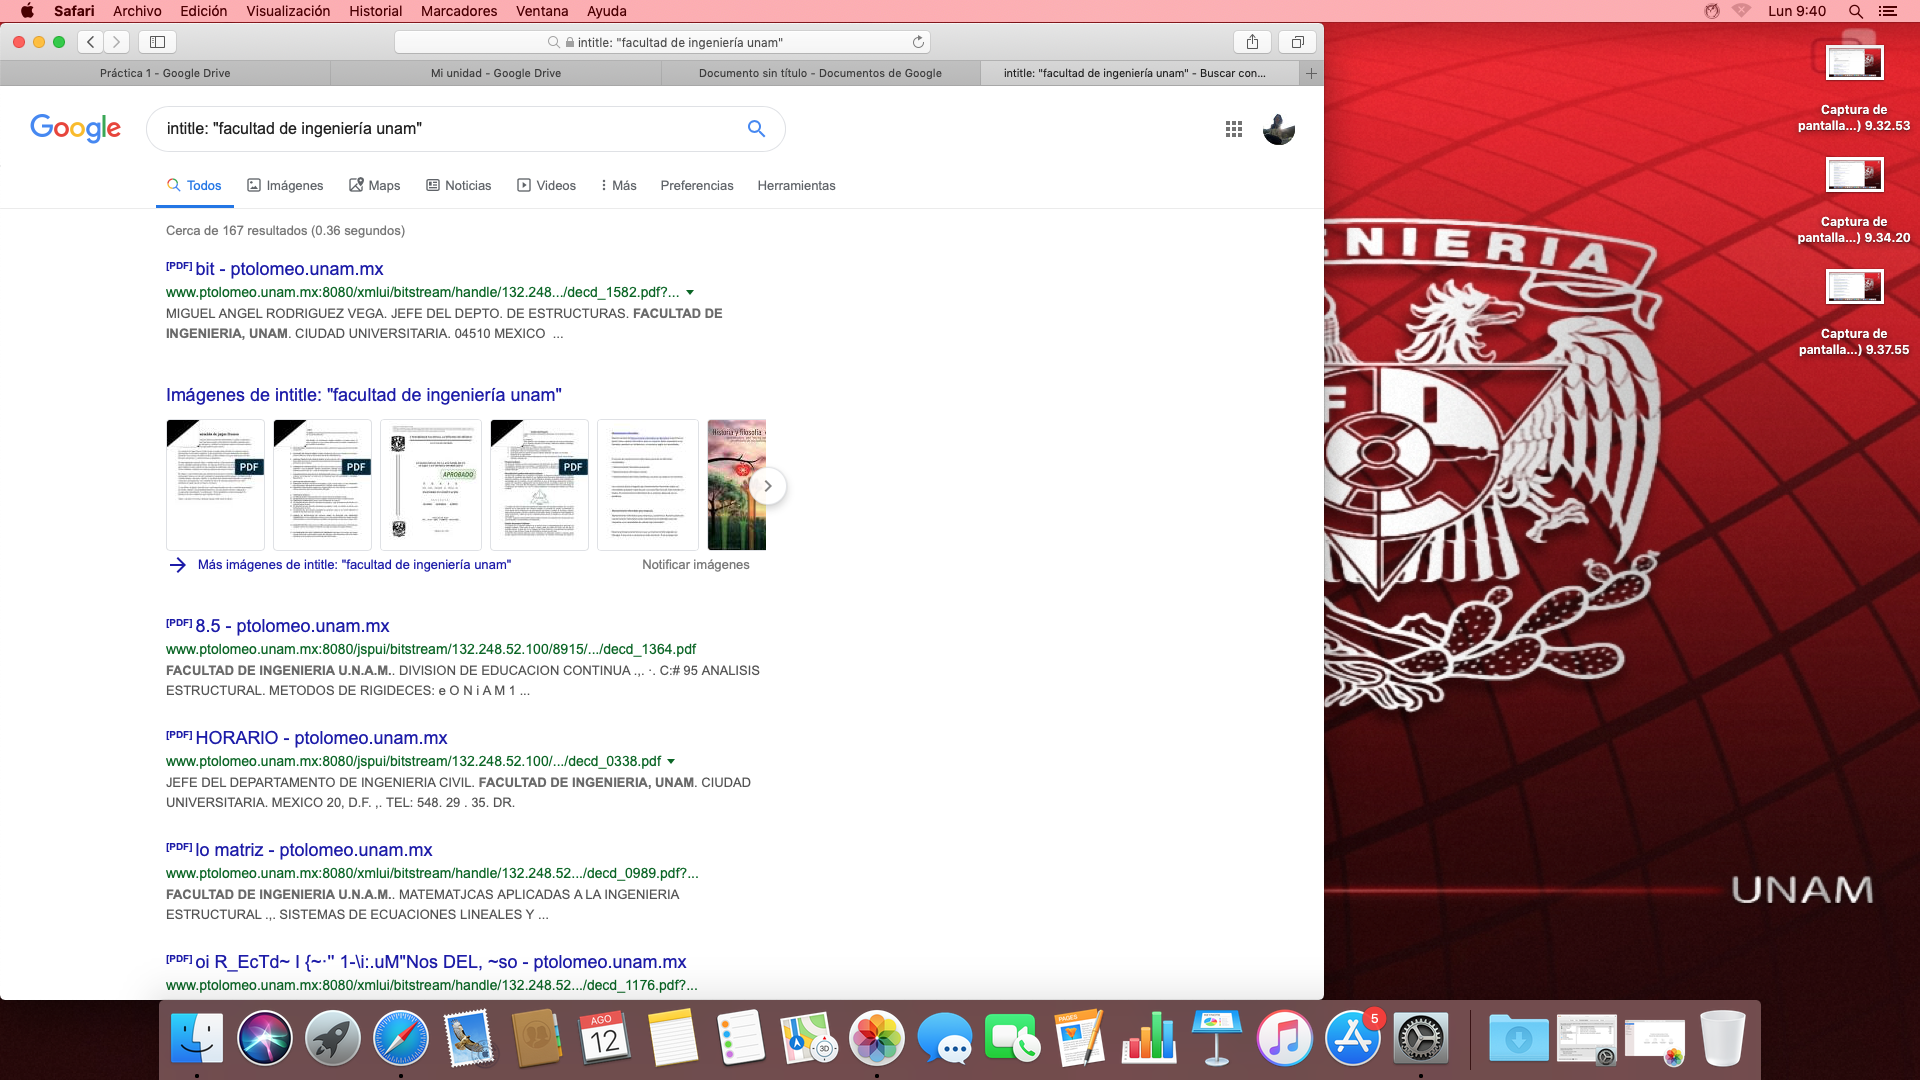 Safari Archivo Edición Visualización Historial Marcadores Ventana Ayuda
Lun 9:40
intitle: "facultad de ingeniería unam"
Práctica 1 - Google Drive
Mi unidad - Google Drive
Documento sin título - Documentos de Google
intitle: "facultad de ingeniería unam" - Buscar con...
Google
intitle: "facultad de ingeniería unam"
Todos Imágenes Maps Noticias Videos Más Preferencias Herramientas
Cerca de 167 resultados (0.36 segundos)
[PDF] bit - ptolomeo.unam.mx
www.ptolomeo.unam.mx:8080/xmlui/bitstream/handle/132.248.../decd_1582.pdf?...
MIGUEL ANGEL RODRIGUEZ VEGA. JEFE DEL DEPTO. DE ESTRUCTURAS. FACULTAD DE
INGENIERIA, UNAM. CIUDAD UNIVERSITARIA. 04510 MEXICO ...
Imágenes de intitle: "facultad de ingeniería unam"
PDF
PDF
APROBADO
PDF
Historia y filosofía
Más imágenes de intitle: "facultad de ingeniería unam"
Notificar imágenes
[PDF] 8.5 - ptolomeo.unam.mx
www.ptolomeo.unam.mx:8080/jspui/bitstream/132.248.52.100/8915/.../decd_1364.pdf
FACULTAD DE INGENIERIA U.N.A.M.. DIVISION DE EDUCACION CONTINUA .,. ·. C:# 95 ANALISIS
ESTRUCTURAL. METODOS DE RIGIDECES: e O N i A M 1 ...
[PDF] HORARIO - ptolomeo.unam.mx
www.ptolomeo.unam.mx:8080/jspui/bitstream/132.248.52.100/.../decd_0338.pdf
JEFE DEL DEPARTAMENTO DE INGENIERIA CIVIL. FACULTAD DE INGENIERIA, UNAM. CIUDAD
UNIVERSITARIA. MEXICO 20, D.F. ,. TEL: 548. 29 . 35. DR.
[PDF] lo matriz - ptolomeo.unam.mx
www.ptolomeo.unam.mx:8080/xmlui/bitstream/handle/132.248.52.../decd_0989.pdf?...
FACULTAD DE INGENIERIA U.N.A.M.. MATEMATJCAS APLICADAS A LA INGENIERIA
ESTRUCTURAL .,. SISTEMAS DE ECUACIONES LINEALES Y ...
[PDF] oi R_EcTd~ I {~·" 1-\i:.uM"Nos DEL, ~so - ptolomeo.unam.mx
www.ptolomeo.unam.mx:8080/xmlui/bitstream/handle/132.248.52.../decd_1176.pdf?...
Captura de
pantalla...) 9.32.53
Captura de
pantalla...) 9.34.20
Captura de
pantalla...) 9.37.55
NIERIA
F D
UNAM
AGO
12
3D
PAGES
5